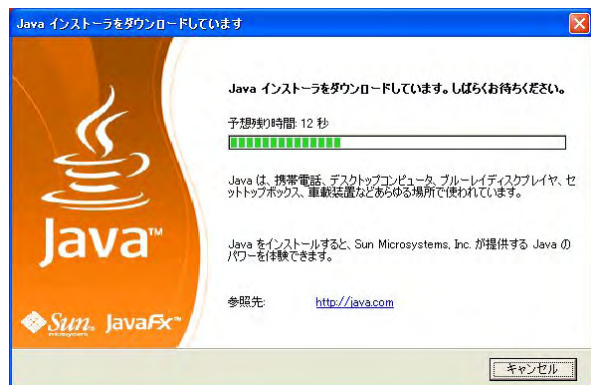 Java インストーラをダウンロードしています
Java インストーラをダウンロードしています。しばらくお待ちください。
予想残り時間: 12 秒
Java は、携帯電話、デスクトップコンピュータ、ブルーレイディスクプレイヤ、セ
ットトップボックス、車載装置などあらゆる場所で使われています。
Java をインストールすると、Sun Microsystems, Inc. が提供する Java の
パワーを体験できます。
参照先: http://java.com
Java™
Sun microsystems JavaFX™
キャンセル